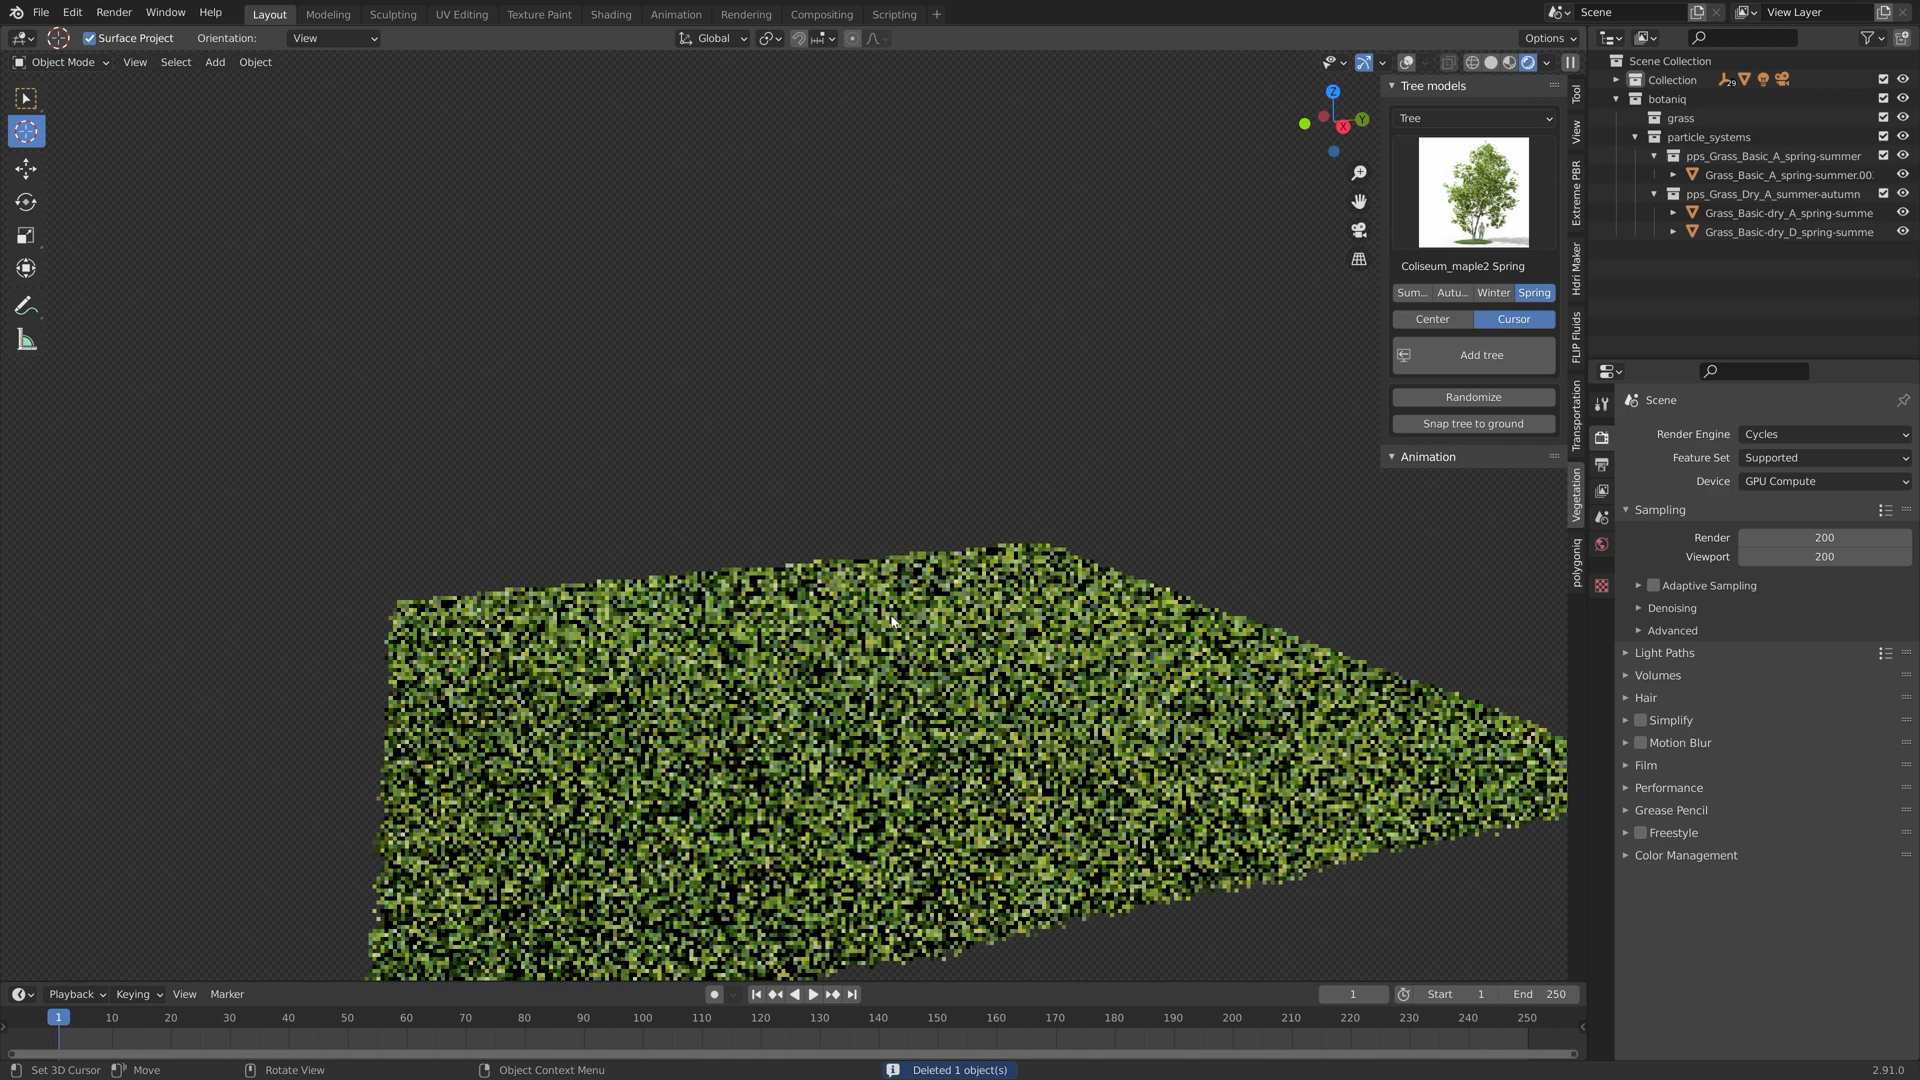 File Edit Render Window Help Layout Modeling Sculpting UV Editing Texture Paint Shading Animation Rendering Compositing Scripting + Scene View Layer
Surface Project Orientation: View Global Options
Object Mode View Select Add Object
Scene Collection
Collection 29
botaniq
grass
particle_systems
pps_Grass_Basic_A_spring-summer
Grass_Basic_A_spring-summer.00
pps_Grass_Dry_A_summer-autumn
Grass_Basic-dry_A_spring-summe
Grass_Basic-dry_D_spring-summe
Z
Y
X
Tree models
Tree
Coliseum_maple2 Spring
Sum... Autu... Winter Spring
Center Cursor
Add tree
Randomize
Snap tree to ground
Animation
Tool
View
Extreme PBR
Hdri Maker
FLIP Fluids
Transportation
Vegetation
polygoniq
Scene
Render Engine Cycles
Feature Set Supported
Device GPU Compute
Sampling
Render 200
Viewport 200
Adaptive Sampling
Denoising
Advanced
Light Paths
Volumes
Hair
Simplify
Motion Blur
Film
Performance
Grease Pencil
Freestyle
Color Management
Playback Keying View Marker 1 Start 1 End 250
1 10 20 30 40 50 60 70 80 90 100 110 120 130 140 150 160 170 180 190 200 210 220 230 240 250
Set 3D Cursor Move Rotate View Object Context Menu Deleted 1 object(s) 2.91.0